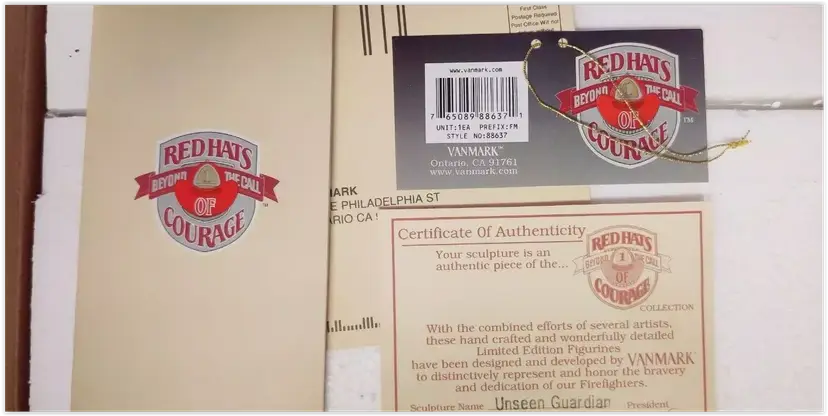 RED HATS
BEYOND THE CALL
OF
COURAGE
First Class
Postage Required
Post Office Will not
ARK
E PHILADELPHIA ST
ARIO CA
www.vanmark.com
7 65089 88637 1
UNIT:1EA PREFIX:FM
STYLE NO:88637
VANMARK™
Ontario, CA 91761
www.vanmark.com
RED HATS
BEYOND THE CALL
OF
COURAGE
TM
Certificate Of Authenticity
Your sculpture is an
authentic piece of the...
RED HATS
BEYOND THE CALL
1
OF
COURAGE
COLLECTION
With the combined efforts of several artists,
these hand crafted and wonderfully detailed
Limited Edition Figurines
have been designed and developed by VANMARK
to distinctively represent and honor the bravery
and dedication of our Firefighters.
Sculpture Name Unseen Guardian President